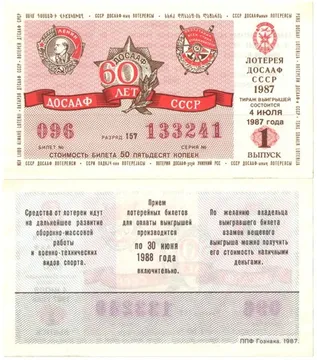 60
ЛЕТ
ДОСААФ
СССР
ЛОТЕРЕЯ
ДОСААФ
СССР
1987
ТИРАЖ ВЫИГРЫШЕЙ
СОСТОИТСЯ
4 ИЮЛЯ
1987 года
1
ВЫПУСК
096
РАЗРЯД 157
133241
БИЛЕТ №
СЕРИЯ №
СТОИМОСТЬ БИЛЕТА 50 ПЯТЬДЕСЯТ КОПЕЕК
Средства от лотереи идут
на дальнейшее развитие
оборонно-массовой
работы
и военно-технических
видов спорта.
Прием
лотерейных билетов
для оплаты выигрышей
производится
по 30 июня
1988 года
включительно.
По желанию владельца
выигравшего билета
взамен вещевого
выигрыша можно получить
его стоимость наличными
деньгами.
ППФ Гознака. 1987.